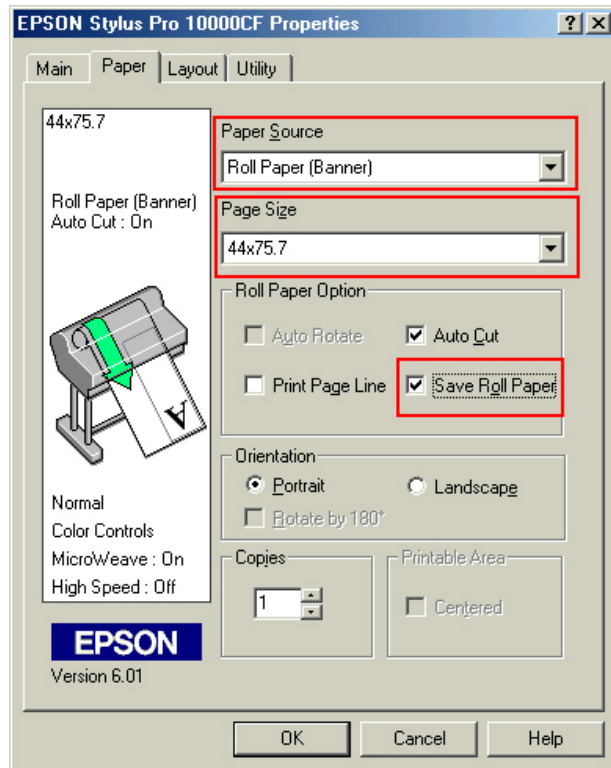 EPSON Stylus Pro 10000CF Properties
Main Paper Layout Utility
44x75.7
Roll Paper (Banner)
Auto Cut : On
A
Normal
Color Controls
MicroWeave : On
High Speed : Off
EPSON
Version 6.01
Paper Source
Roll Paper (Banner)
Page Size
44x75.7
Roll Paper Option
Auto Rotate Auto Cut
Print Page Line Save Roll Paper
Orientation
Portrait Landscape
Rotate by 180°
Copies
1
Printable Area
Centered
OK Cancel Help